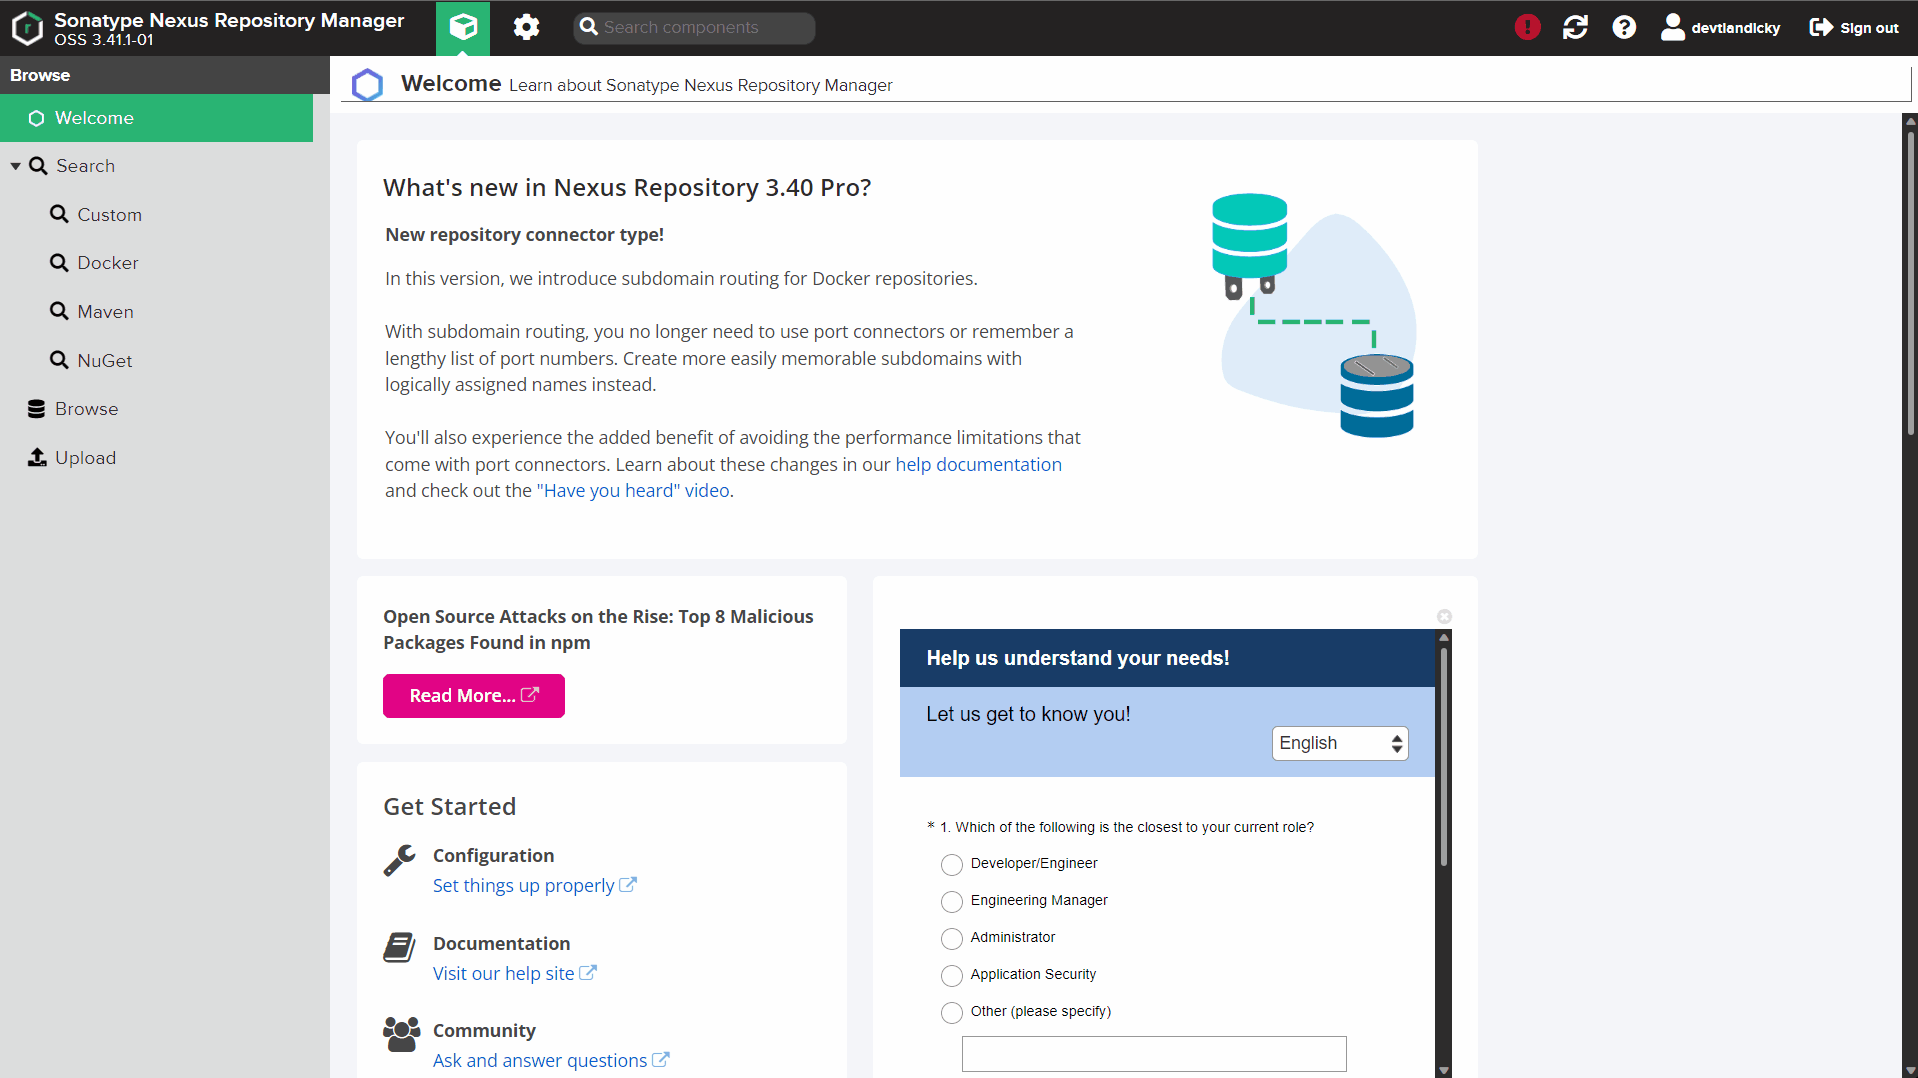 Sonatype Nexus Repository Manager
OSS 3.41.1-01
Search components
devtiandicky
Sign out
Browse
Welcome
Search
Custom
Docker
Maven
NuGet
Browse
Upload
Welcome Learn about Sonatype Nexus Repository Manager
What's new in Nexus Repository 3.40 Pro?
New repository connector type!
In this version, we introduce subdomain routing for Docker repositories.
With subdomain routing, you no longer need to use port connectors or remember a
lengthy list of port numbers. Create more easily memorable subdomains with
logically assigned names instead.
You'll also experience the added benefit of avoiding the performance limitations that
come with port connectors. Learn about these changes in our help documentation
and check out the "Have you heard" video.
Open Source Attacks on the Rise: Top 8 Malicious
Packages Found in npm
Read More...
Get Started
Configuration
Set things up properly
Documentation
Visit our help site
Community
Ask and answer questions
Help us understand your needs!
Let us get to know you!
English
* 1. Which of the following is the closest to your current role?
Developer/Engineer
Engineering Manager
Administrator
Application Security
Other (please specify)